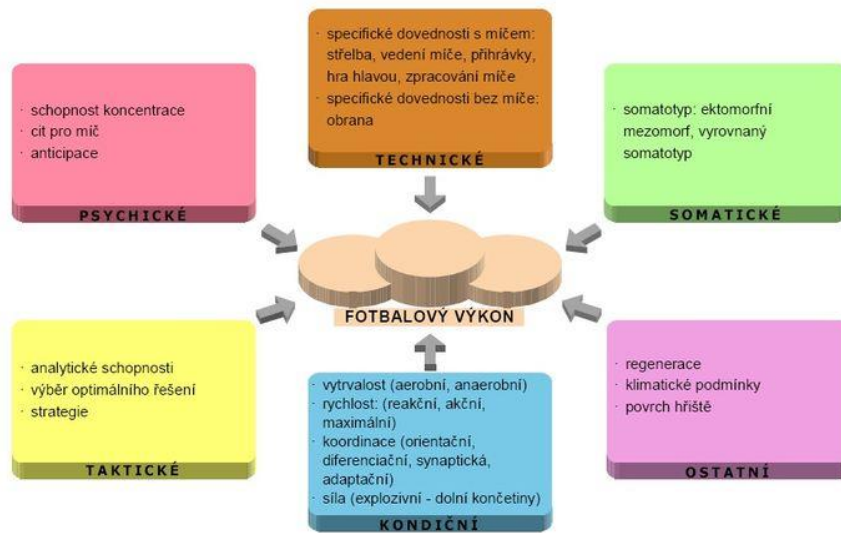 · specifické dovednosti s míčem:
střelba, vedení míče, přihrávky,
hra hlavou, zpracování míče
· specifické dovednosti bez míče:
obrana
TECHNICKÉ
· schopnost koncentrace
· cit pro míč
· anticipace
PSYCHICKÉ
· somatotyp: ektomorfní
mezomorf, vyrovnaný
somatotyp
SOMATICKÉ
FOTBALOVÝ VÝKON
· analytické schopnosti
· výběr optimálního řešení
· strategie
TAKTICKÉ
· vytrvalost (aerobní, anaerobní)
· rychlost: (reakční, akční,
maximální)
· koordinace (orientační,
diferenciační, synaptická,
adaptační)
· síla (explozivní - dolní končetiny)
KONDIČNÍ
· regenerace
· klimatické podmínky
· povrch hřiště
OSTATNÍ